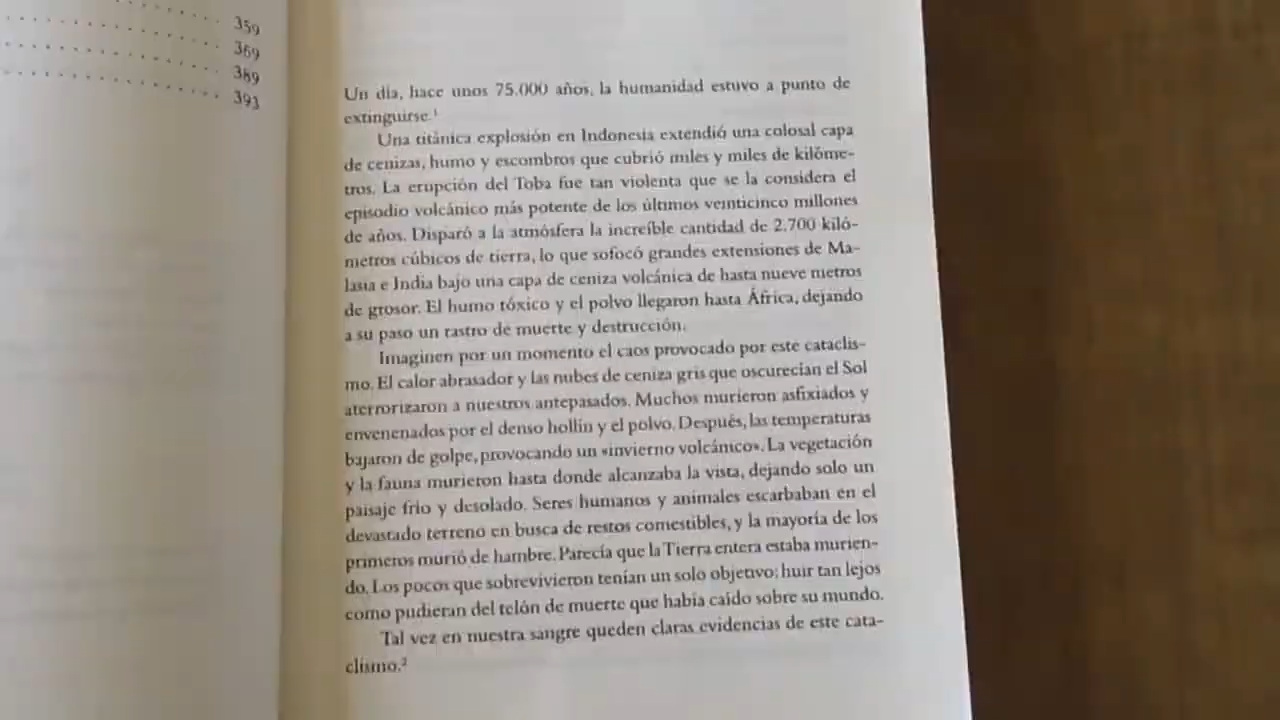 359
369
389
393
Un día, hace unos 75.000 años, la humanidad estuvo a punto de
extinguirse.¹
Una titánica explosión en Indonesia extendió una colosal capa
de cenizas, humo y escombros que cubrió miles y miles de kilóme-
tros. La erupción del Toba fue tan violenta que se la considera el
episodio volcánico más potente de los últimos veinticinco millones
de años. Disparó a la atmósfera la increíble cantidad de 2.700 kiló-
metros cúbicos de tierra, lo que sofocó grandes extensiones de Ma-
lasia e India bajo una capa de ceniza volcánica de hasta nueve metros
de grosor. El humo tóxico y el polvo llegaron hasta África, dejando
a su paso un rastro de muerte y destrucción.
Imaginen por un momento el caos provocado por este cataclis-
mo. El calor abrasador y las nubes de ceniza gris que oscurecían el Sol
aterrorizaron a nuestros antepasados. Muchos murieron asfixiados y
envenenados por el denso hollín y el polvo. Después, las temperaturas
bajaron de golpe, provocando un «invierno volcánico». La vegetación
y la fauna murieron hasta donde alcanzaba la vista, dejando solo un
paisaje frío y desolado. Seres humanos y animales escarbaban en el
devastado terreno en busca de restos comestibles, y la mayoría de los
primeros murió de hambre. Parecía que la Tierra entera estaba murien-
do. Los pocos que sobrevivieron tenían un solo objetivo: huir tan lejos
como pudieran del telón de muerte que había caído sobre su mundo.
Tal vez en nuestra sangre queden claras evidencias de este cata-
clismo.²